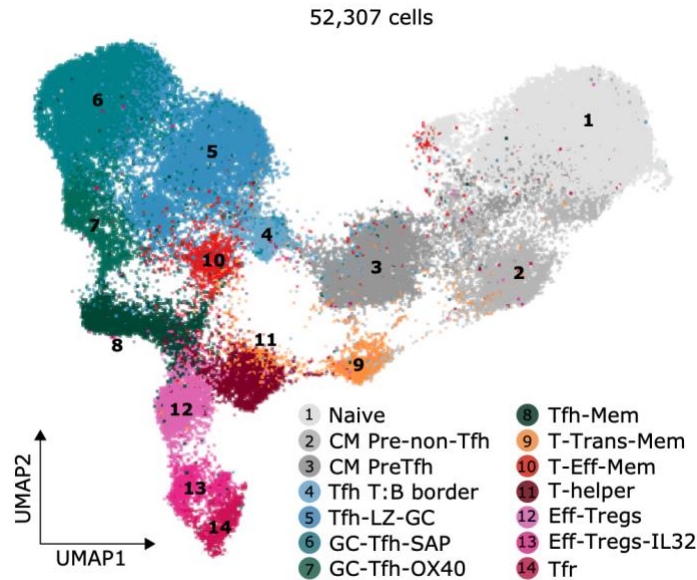 52,307 cells
6
1
5
7
4
10
3
2
8
11
9
12
13
14
UMAP2
UMAP1
1 Naive
2 CM Pre-non-Tfh
3 CM PreTfh
4 Tfh T:B border
5 Tfh-LZ-GC
6 GC-Tfh-SAP
7 GC-Tfh-OX40
8 Tfh-Mem
9 T-Trans-Mem
10 T-Eff-Mem
11 T-helper
12 Eff-Tregs
13 Eff-Tregs-IL32
14 Tfr